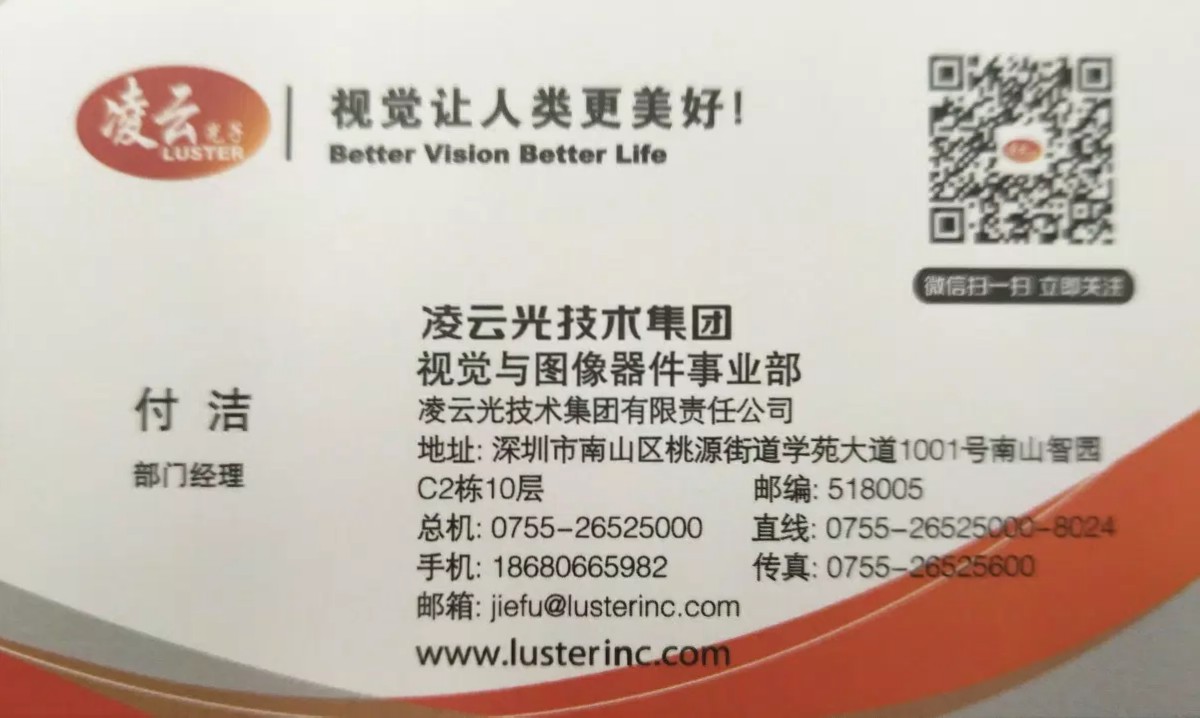 凌云光子
LUSTER
视觉让人类更美好!
Better Vision Better Life
微信扫一扫 立即关注
凌云光技术集团
视觉与图像器件事业部
付 洁
部门经理
凌云光技术集团有限责任公司
地址: 深圳市南山区桃源街道学苑大道1001号南山智园
C2栋10层 邮编: 518005
总机: 0755-26525000 直线: 0755-26525000-8024
手机: 18680665982 传真: 0755-26525600
邮箱: jiefu@lusterinc.com
www.lusterinc.com